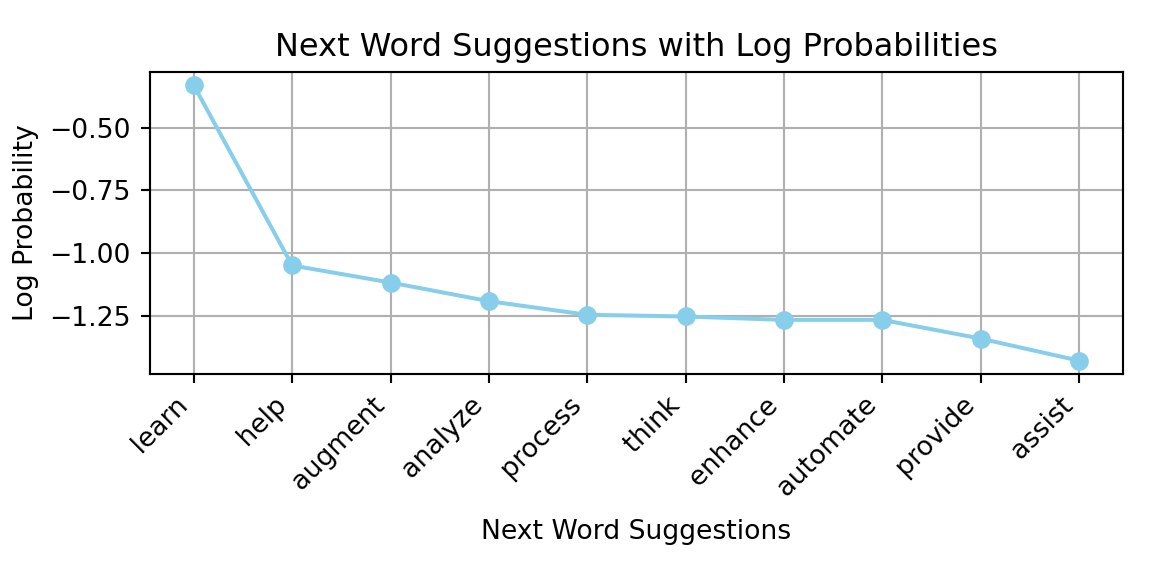 Next Word Suggestions with Log Probabilities
Log Probability
−0.50
−0.75
−1.00
−1.25
learn
help
augment
analyze
process
think
enhance
automate
provide
assist
Next Word Suggestions